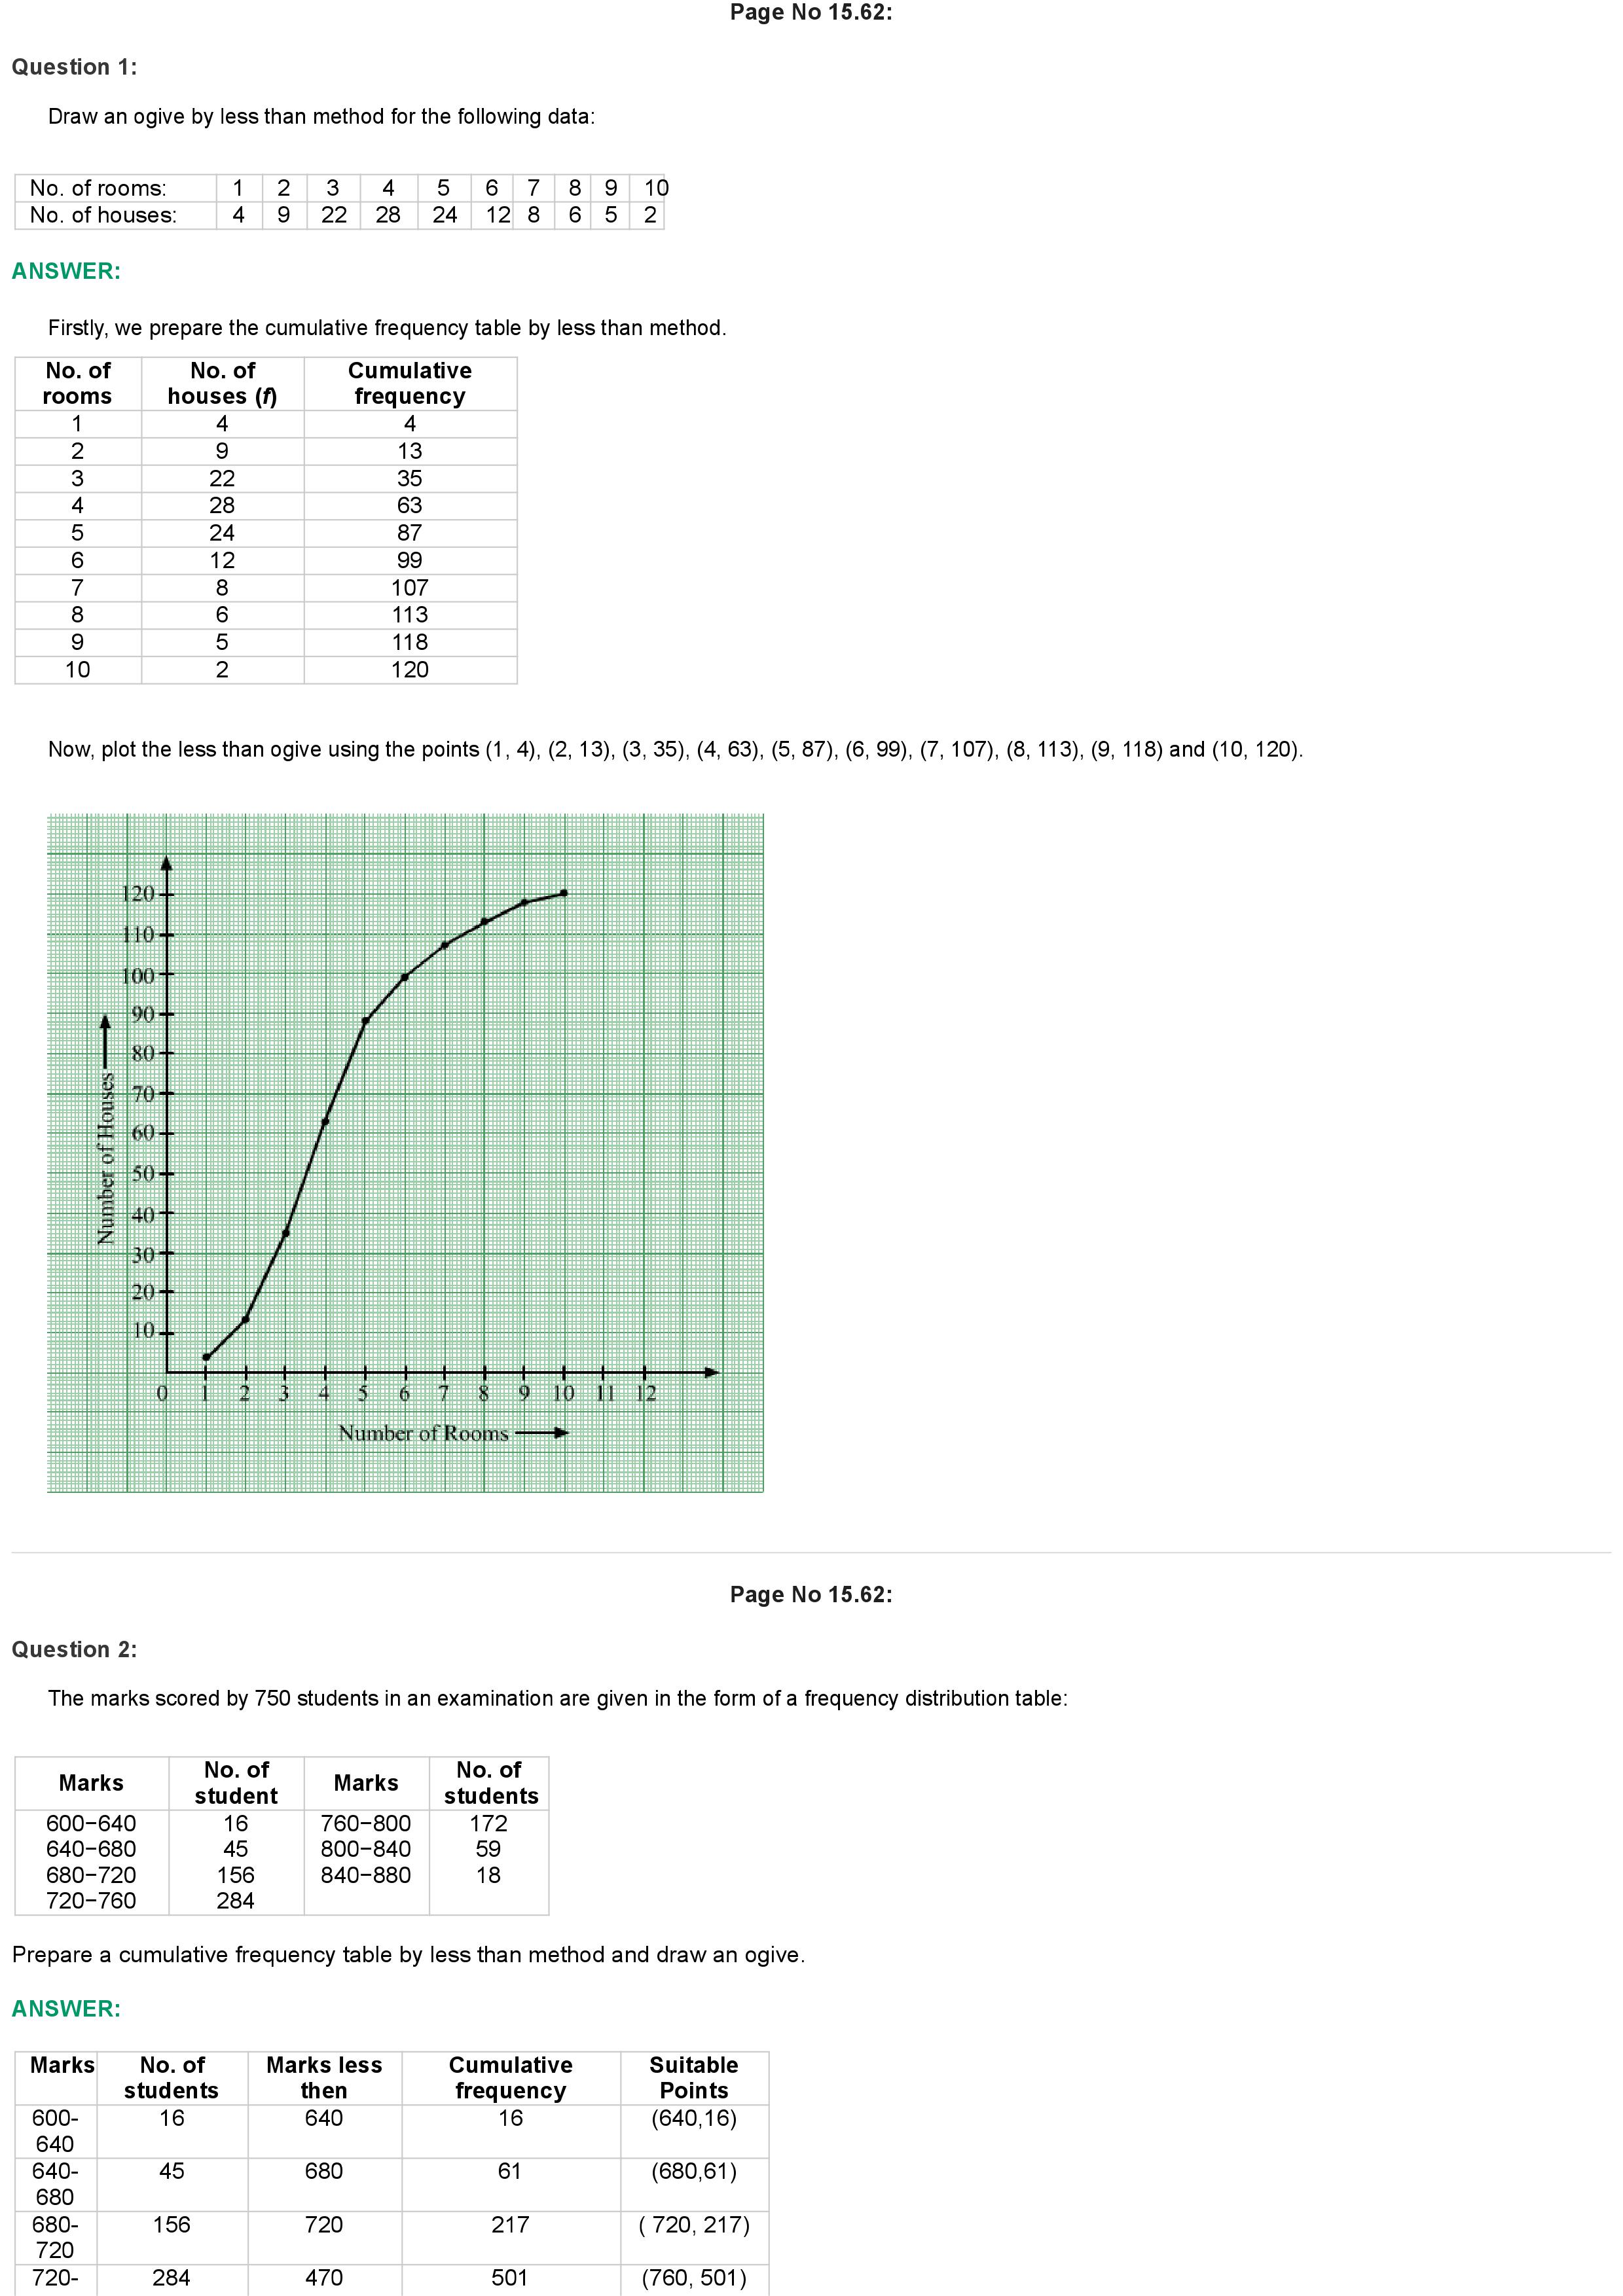 Page No 15.62:
Question 1:
Draw an ogive by less than method for the following data:
No. of rooms: 1 2 3 4 5 6 7 8 9 10
No. of houses: 4 9 22 28 24 12 8 6 5 2
ANSWER:
Firstly, we prepare the cumulative frequency table by less than method.
No. of rooms No. of houses (f) Cumulative frequency
1 4 4
2 9 13
3 22 35
4 28 63
5 24 87
6 12 99
7 8 107
8 6 113
9 5 118
10 2 120
Now, plot the less than ogive using the points (1, 4), (2, 13), (3, 35), (4, 63), (5, 87), (6, 99), (7, 107), (8, 113), (9, 118) and (10, 120).
120
110
100
90
80
70
60
50
40
30
20
10
Number of Houses
0 1 2 3 4 5 6 7 8 9 10 11 12
Number of Rooms
Page No 15.62:
Question 2:
The marks scored by 750 students in an examination are given in the form of a frequency distribution table:
Marks No. of student Marks No. of students
600−640 16 760−800 172
640−680 45 800−840 59
680−720 156 840−880 18
720−760 284
Prepare a cumulative frequency table by less than method and draw an ogive.
ANSWER:
Marks No. of students Marks less then Cumulative frequency Suitable Points
600-640 16 640 16 (640,16)
640-680 45 680 61 (680,61)
680-720 156 720 217 ( 720, 217)
720- 284 470 501 (760, 501)